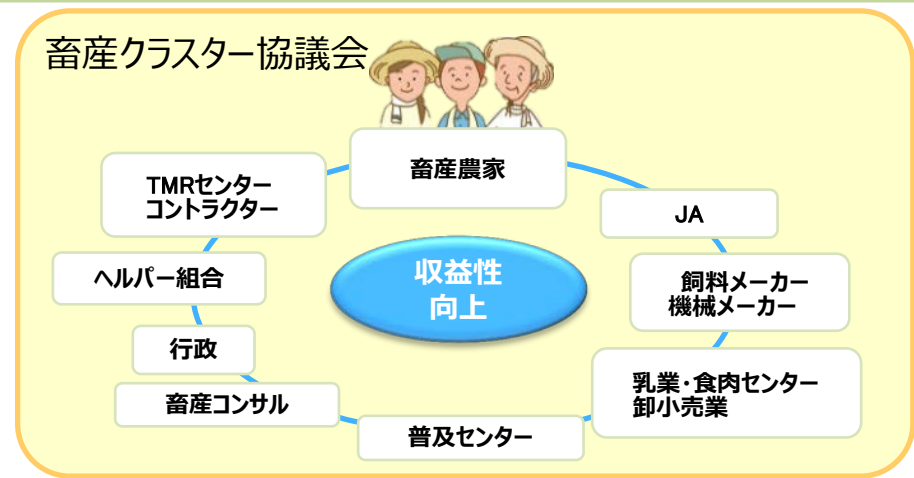 畜産クラスター協議会
畜産農家
TMRセンター
コントラクター
JA
収益性
向上
ヘルパー組合
飼料メーカー
機械メーカー
行政
乳業・食肉センター
卸小売業
畜産コンサル
普及センター